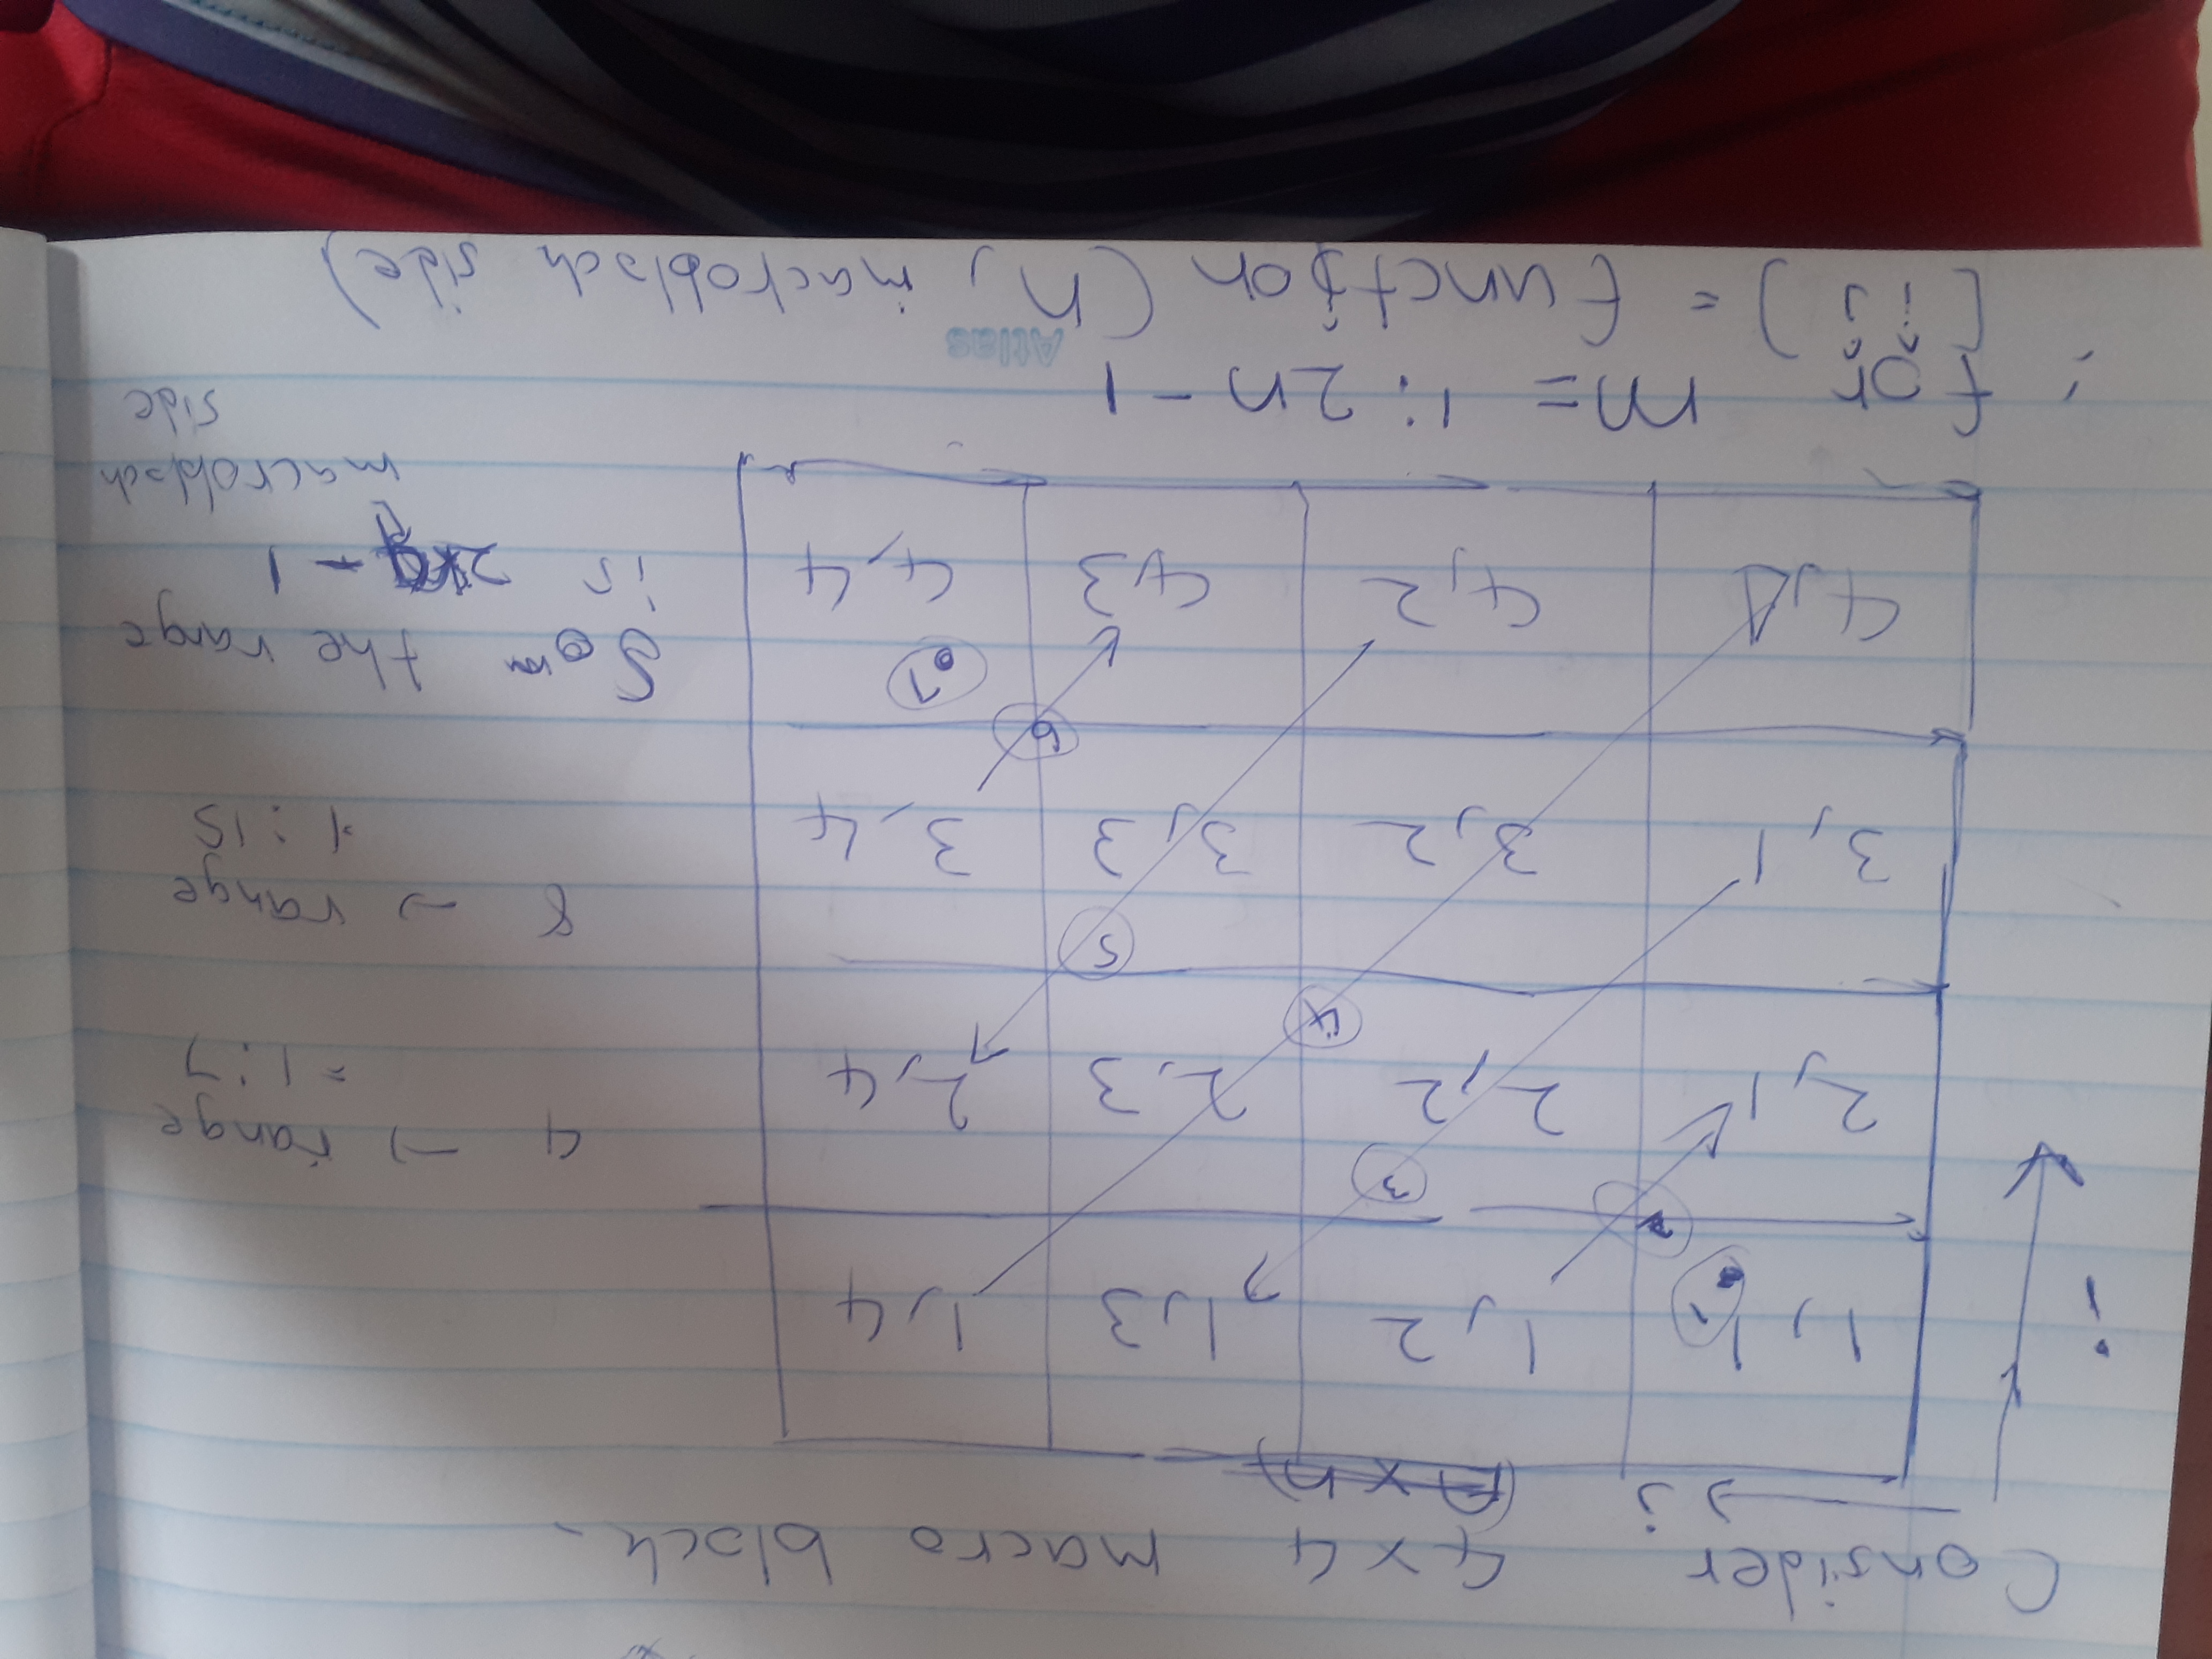 Consider 4x4 macro block.
j (n x n)
i
1, 1 1, 2 1, 3 1, 4
1
2
3
2, 1 2, 2 2, 3 2, 4
4
5
3, 1 3, 2 3, 3 3, 4
6
7
4, 1 4, 2 4, 3 4, 4
4 → range
= 1 : 7
8 → range
1 : 15
So the range
is 2 - 1
macroblock
side
∴ for m = 1 : 2n - 1
[i j] = function (n, macroblock side)
Atlas